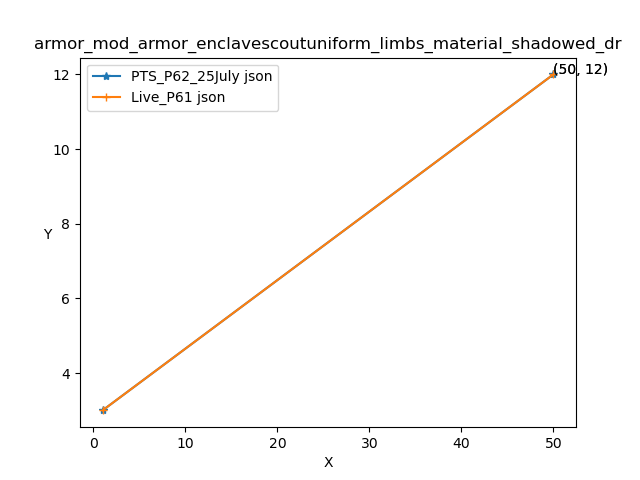 armor_mod_armor_enclavescoutuniform_limbs_material_shadowed_dr
12
(50, 12)
PTS_P62_25July json
Live_P61 json
10
8
Y
6
4
0 10 20 30 40 50
X